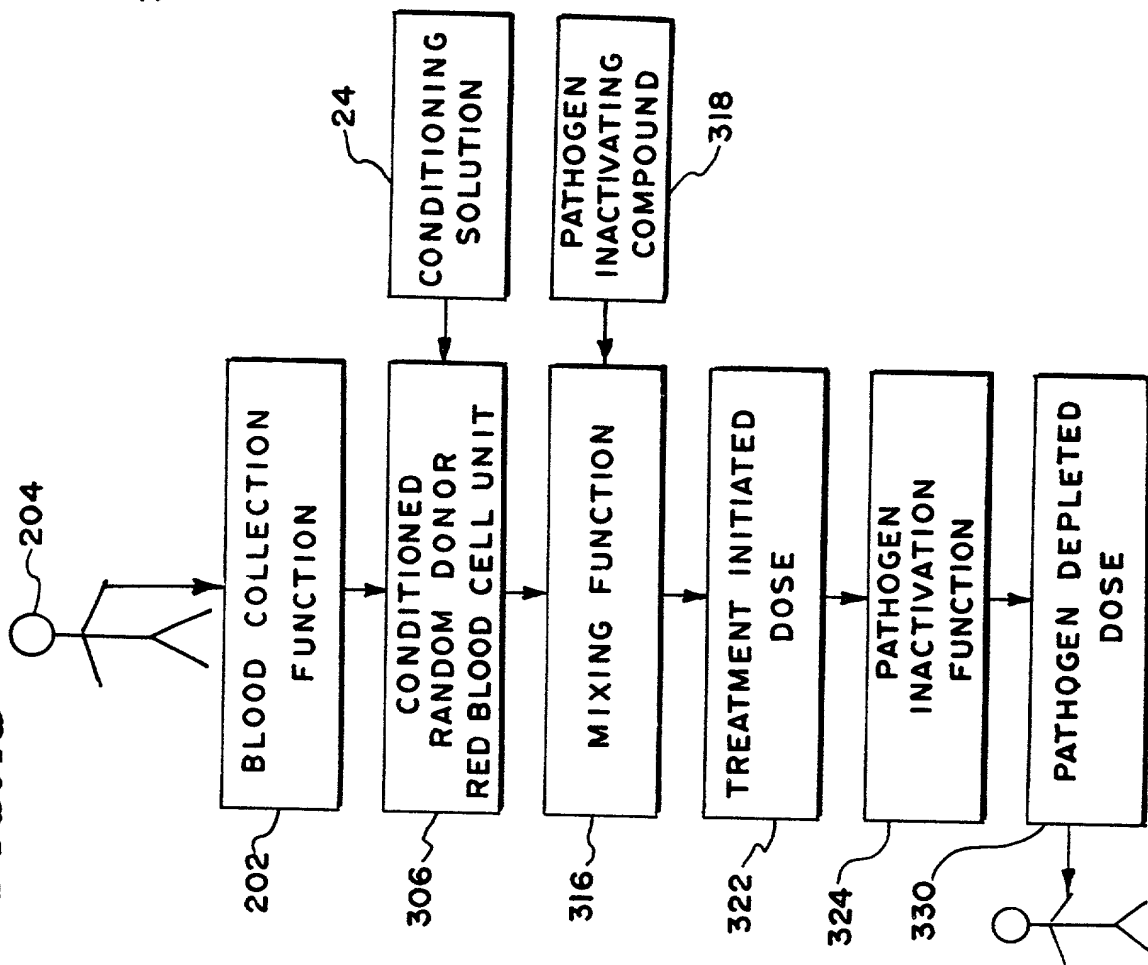 204
BLOOD COLLECTION
FUNCTION
202
CONDITIONED
RANDOM DONOR
RED BLOOD CELL UNIT
306
CONDITIONING
SOLUTION
24
MIXING FUNCTION
316
PATHOGEN
INACTIVATING
COMPOUND
318
TREATMENT INITIATED
DOSE
322
PATHOGEN
INACTIVATION
FUNCTION
324
PATHOGEN DEPLETED
DOSE
330